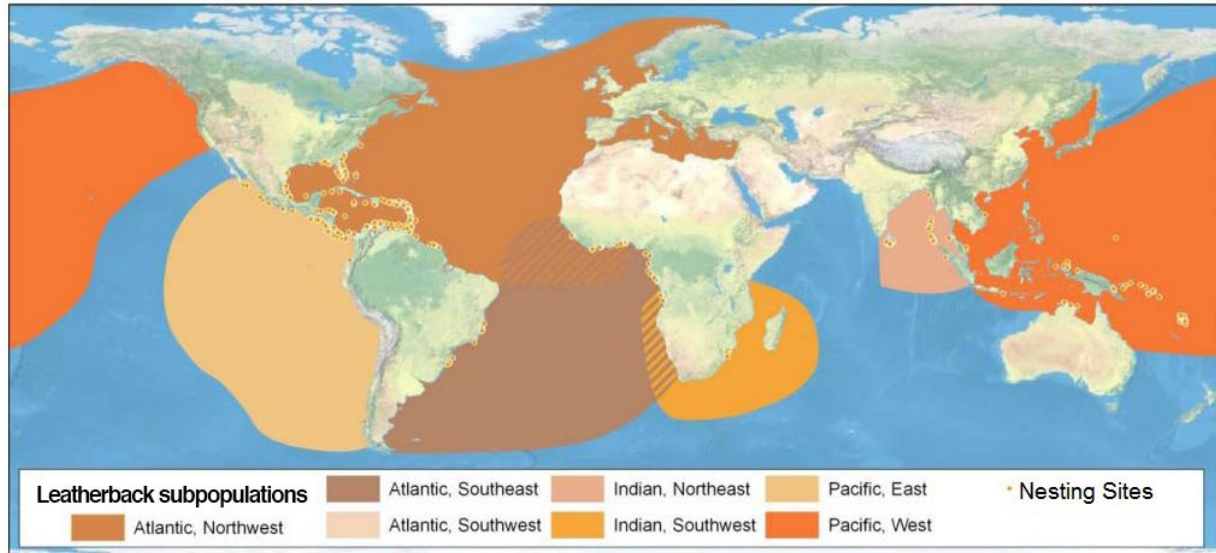 Leatherback subpopulations
Atlantic, Northwest
Atlantic, Southeast
Atlantic, Southwest
Indian, Northeast
Indian, Southwest
Pacific, East
Pacific, West
Nesting Sites